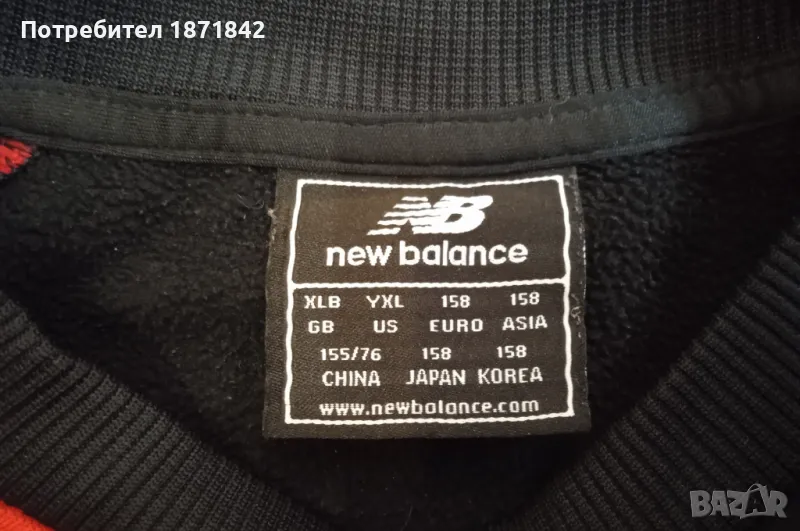 Потребител 1871842
NB
new balance
XLB YXL 158 158
GB US EURO ASIA
155/76 158 158
CHINA JAPAN KOREA
www.newbalance.com
BAZAR